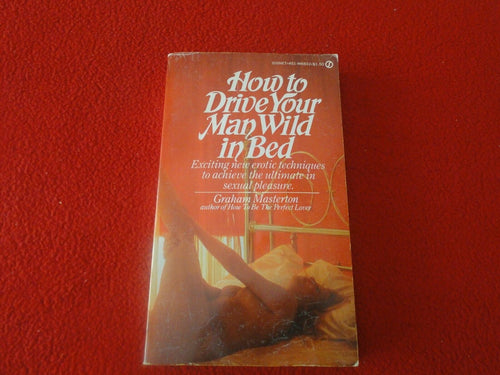 How to
Drive Your
Man Wild
in Bed
Exciting new erotic techniques
to achieve the ultimate in
sexual pleasure.
Graham Masterton
author of How To Be The Perfect Lover